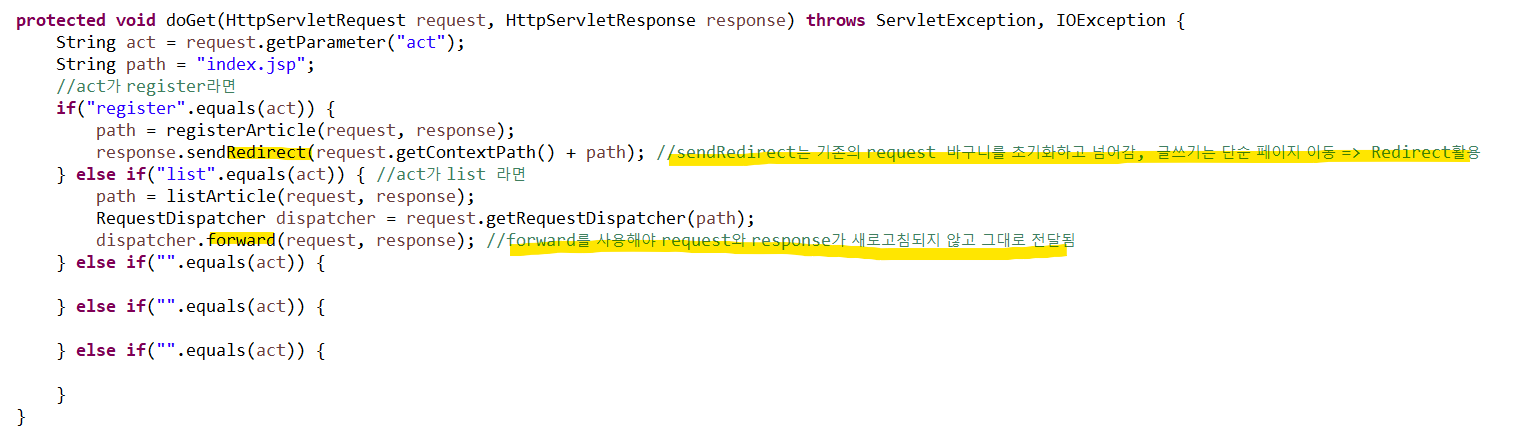 protected void doGet(HttpServletRequest request, HttpServletResponse response) throws ServletException, IOException {
String act = request.getParameter("act");
String path = "index.jsp";
//act가 register라면
if("register".equals(act)) {
path = registerArticle(request, response);
response.sendRedirect(request.getContextPath() + path); //sendRedirect는 기존의 request 바구니를 초기화하고 넘어감, 글쓰기는 단순 페이지 이동 => Redirect활용
} else if("list".equals(act)) { //act가 list 라면
path = listArticle(request, response);
RequestDispatcher dispatcher = request.getRequestDispatcher(path);
dispatcher.forward(request, response); //forward를 사용해야 request와 response가 새로고침되지 않고 그대로 전달됨
} else if("".equals(act)) {
} else if("".equals(act)) {
} else if("".equals(act)) {
}
}